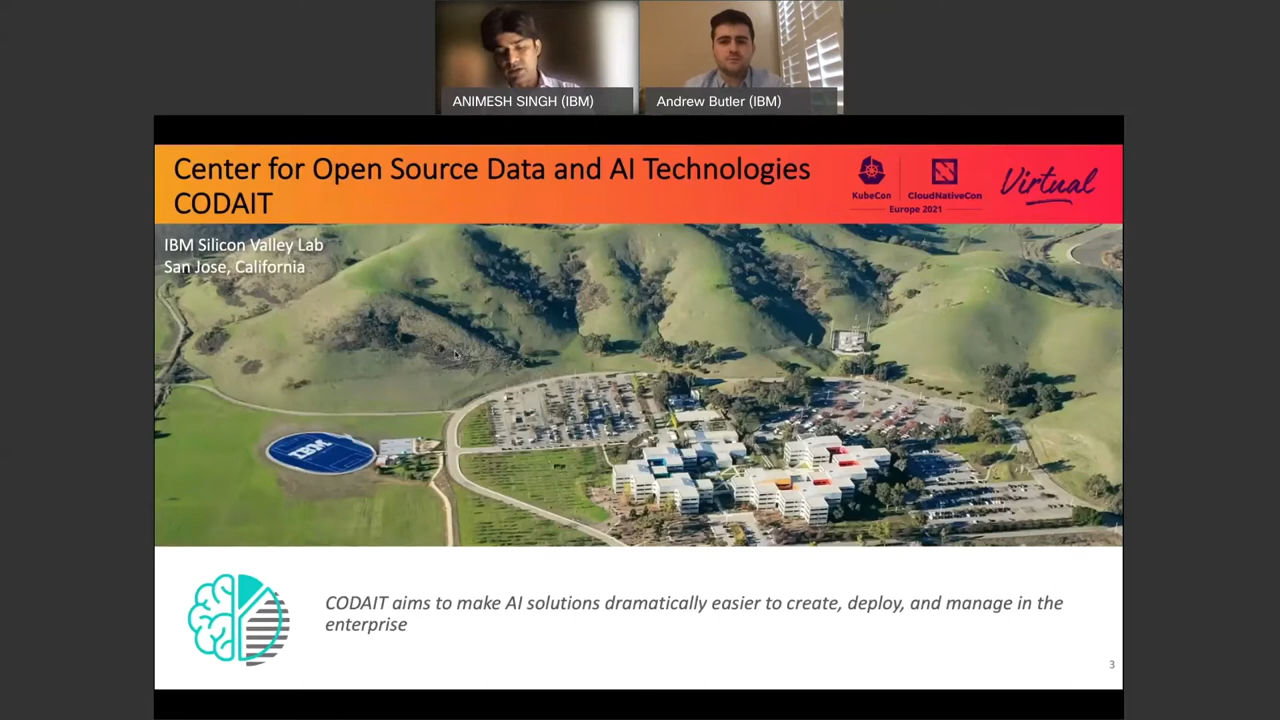 ANIMESH SINGH (IBM)
Andrew Butler (IBM)
Center for Open Source Data and AI Technologies
CODAIT
KubeCon
CloudNativeCon
Europe 2021
Virtual
IBM Silicon Valley Lab
San Jose, California
IBM
CODAIT aims to make AI solutions dramatically easier to create, deploy, and manage in the
enterprise
3